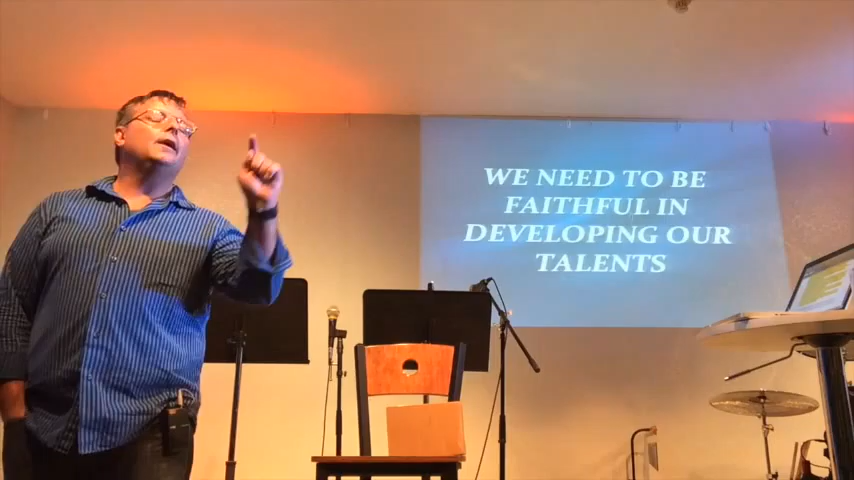 WE NEED TO BE
FAITHFUL IN
DEVELOPING OUR
TALENTS